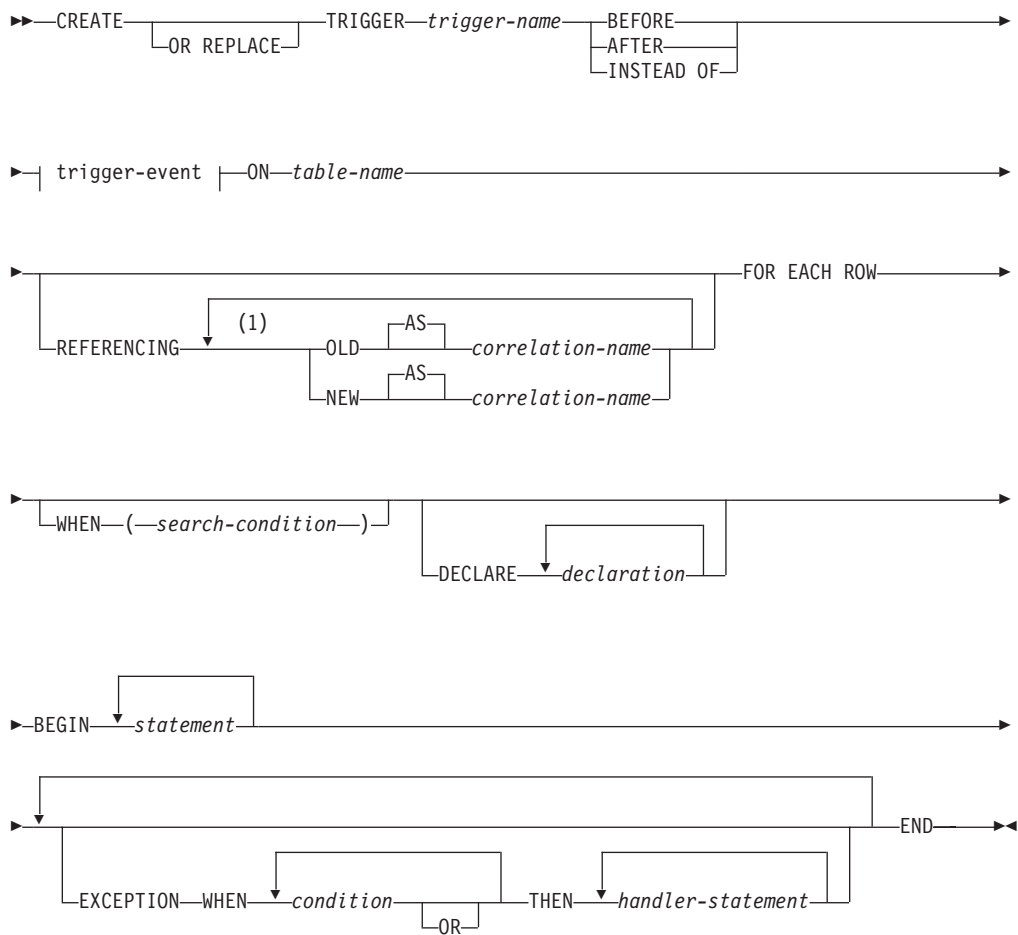 CREATE TRIGGER trigger-name BEFORE
OR REPLACE AFTER
INSTEAD OF
trigger-event ON table-name
FOR EACH ROW
(1) AS
REFERENCING OLD correlation-name
AS
NEW correlation-name
WHEN ( search-condition )
DECLARE declaration
BEGIN statement
END
EXCEPTION WHEN condition THEN handler-statement
OR